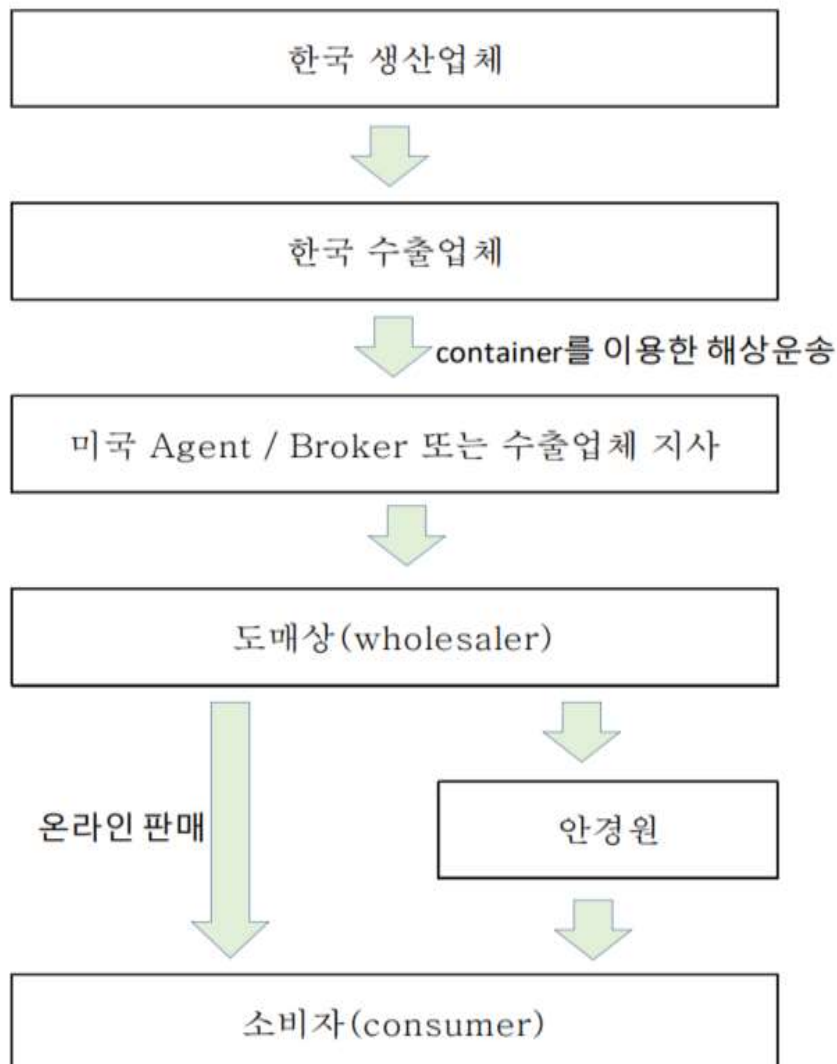 한국 생산업체
한국 수출업체
container를 이용한 해상운송
미국 Agent / Broker 또는 수출업체 지사
도매상(wholesaler)
온라인 판매
안경원
소비자(consumer)